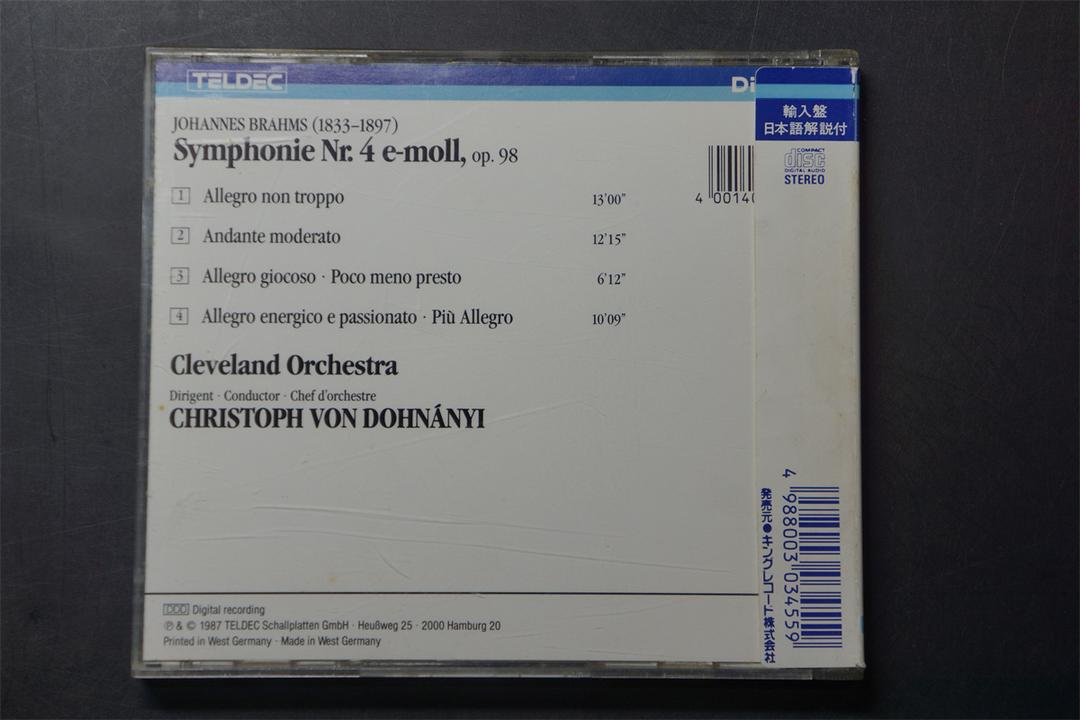 TELDEC
JOHANNES BRAHMS (1833–1897)
Symphonie Nr. 4 e-moll, op. 98
1 Allegro non troppo 13'00"
2 Andante moderato 12'15"
3 Allegro giocoso · Poco meno presto 6'12"
4 Allegro energico e passionato · Più Allegro 10'09"
Cleveland Orchestra
Dirigent · Conductor · Chef d'orchestre
CHRISTOPH VON DOHNÁNYI
DDD Digital recording
℗ & © 1987 TELDEC Schallplatten GmbH · Heußweg 25 · 2000 Hamburg 20
Printed in West Germany · Made in West Germany
Di
4 00140
輸入盤
日本語解説付
COMPACT
disc
DIGITAL AUDIO
STEREO
4 988003 034559
発売元●キングレコード株式会社